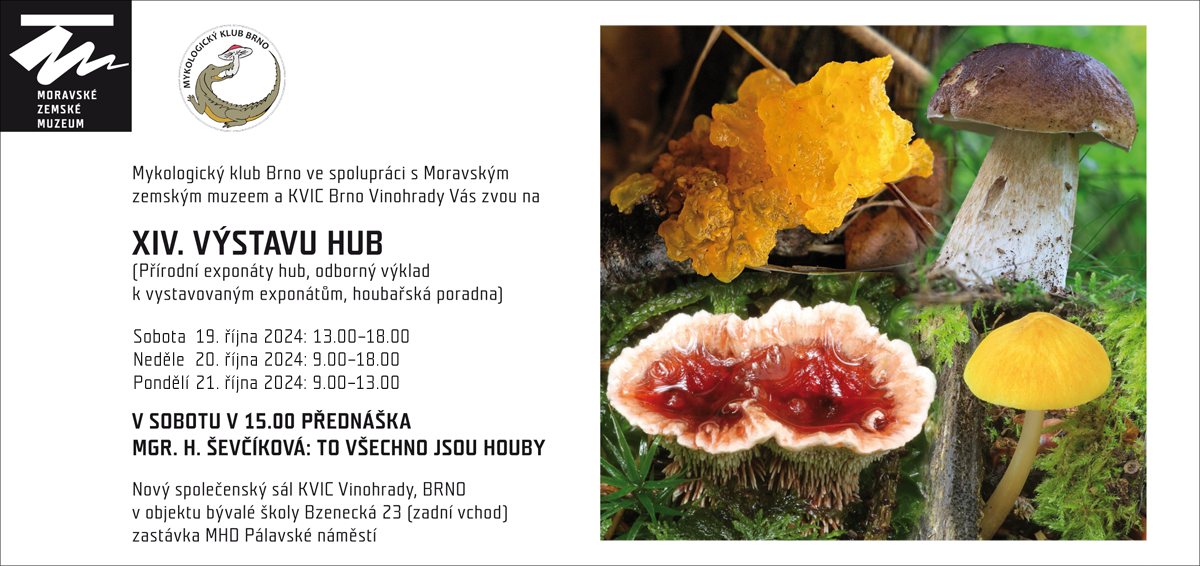 MORAVSKÉ
ZEMSKÉ
MUZEUM
MYKOLOGICKÝ KLUB BRNO
Mykologický klub Brno ve spolupráci s Moravským
zemským muzeem a KVIC Brno Vinohrady Vás zvou na
XIV. VÝSTAVU HUB
(Přírodní exponáty hub, odborný výklad
k vystavovaným exponátům, houbařská poradna)
Sobota 19. října 2024: 13.00–18.00
Neděle 20. října 2024: 9.00–18.00
Pondělí 21. října 2024: 9.00–13.00
V SOBOTU V 15.00 PŘEDNÁŠKA
MGR. H. ŠEVČÍKOVÁ: TO VŠECHNO JSOU HOUBY
Nový společenský sál KVIC Vinohrady, BRNO
v objektu bývalé školy Bzenecká 23 (zadní vchod)
zastávka MHD Pálavské náměstí